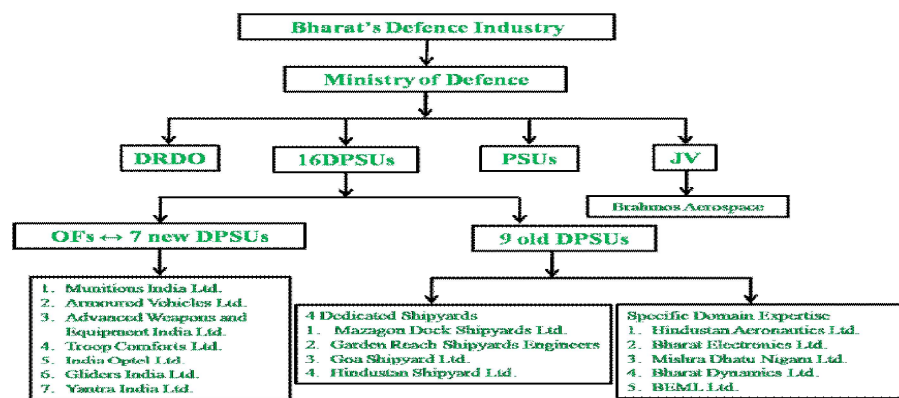 Bharat's Defence Industry
Ministry of Defence
DRDO
16DPSUs
PSUs
JV
Brahmos Aerospace
OFs ↔ 7 new DPSUs
9 old DPSUs
1. Munitions India Ltd.
2. Armoured Vehicles Ltd.
3. Advanced Weapons and
Equipment India Ltd.
4. Troop Comforts Ltd.
5. India Optel Ltd.
6. Gliders India Ltd.
7. Yantra India Ltd.
4 Dedicated Shipyards
1. Mazagon Dock Shipyards Ltd.
2. Garden Reach Shipyards Engineers
3. Goa Shipyard Ltd.
4. Hindustan Shipyard Ltd.
Specific Domain Expertise
1. Hindustan Aeronautics Ltd.
2. Bharat Electronics Ltd.
3. Mishra Dhatu Nigam Ltd.
4. Bharat Dynamics Ltd.
5. BEML Ltd.